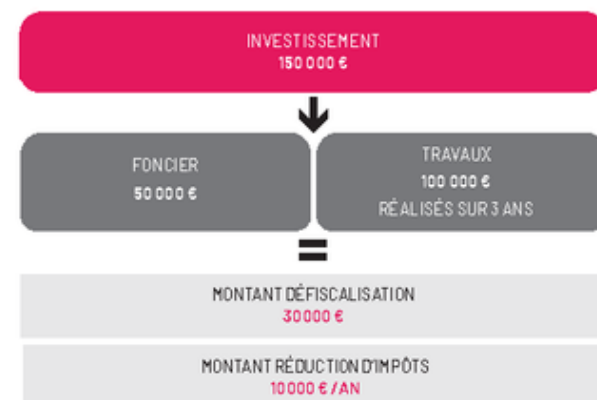 INVESTISSEMENT
150 000 €
FONCIER
50 000 €
TRAVAUX
100 000 €
RÉALISÉS SUR 3 ANS
=
MONTANT DÉFISCALISATION
30 000 €
MONTANT RÉDUCTION D'IMPÔTS
10 000 € / AN